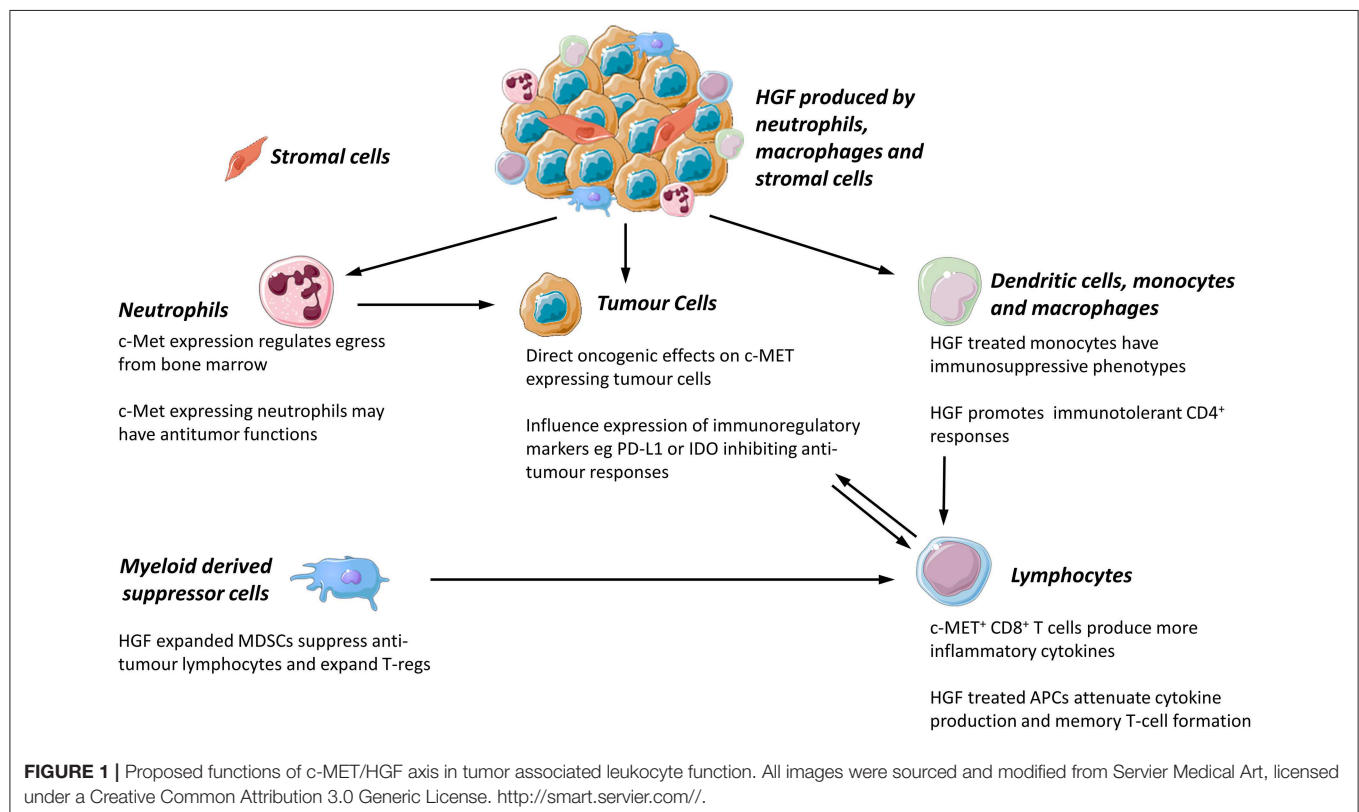 HGF produced by
neutrophils,
macrophages and
stromal cells
Stromal cells
Neutrophils
c-Met expression regulates egress
from bone marrow
c-Met expressing neutrophils may
have antitumor functions
Tumour Cells
Direct oncogenic effects on c-MET
expressing tumour cells
Influence expression of immunoregulatory
markers eg PD-L1 or IDO inhibiting anti-
tumour responses
Dendritic cells, monocytes
and macrophages
HGF treated monocytes have
immunosuppressive phenotypes
HGF promotes immunotolerant CD4⁺
responses
Myeloid derived
suppressor cells
HGF expanded MDSCs suppress anti-
tumour lymphocytes and expand T-regs
Lymphocytes
c-MET⁺ CD8⁺ T cells produce more
inflammatory cytokines
HGF treated APCs attenuate cytokine
production and memory T-cell formation
FIGURE 1 | Proposed functions of c-MET/HGF axis in tumor associated leukocyte function. All images were sourced and modified from Servier Medical Art, licensed
under a Creative Common Attribution 3.0 Generic License. http://smart.servier.com//.